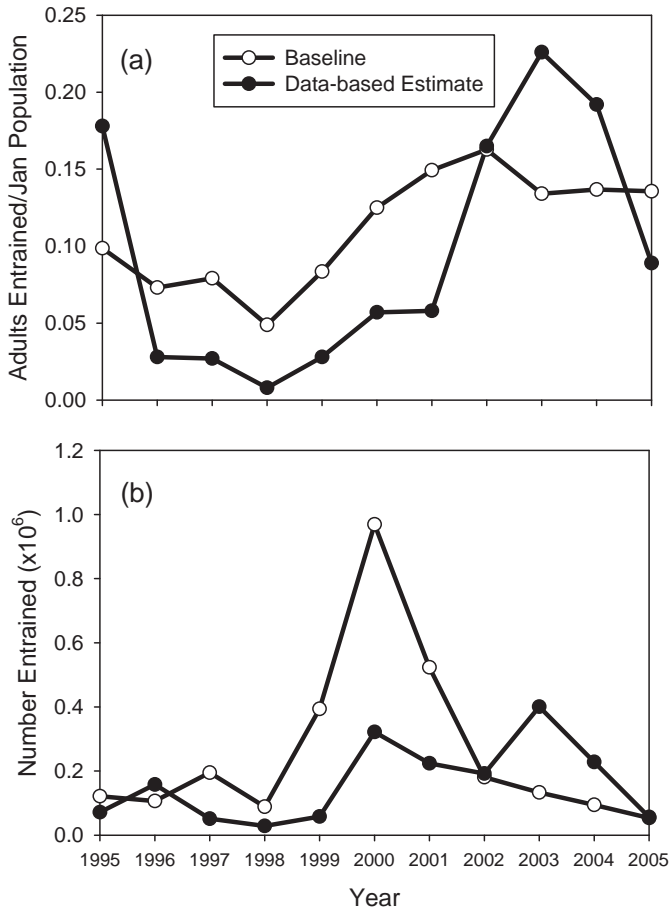 (a)
Baseline
Data-based Estimate
Adults Entrained/Jan Population
0.25
0.20
0.15
0.10
0.05
0.00
(b)
Number Entrained (x10⁶)
1.2
1.0
0.8
0.6
0.4
0.2
0.0
1995 1996 1997 1998 1999 2000 2001 2002 2003 2004 2005
Year